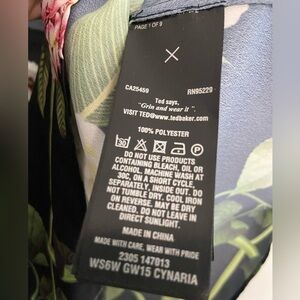 PAGE 1 OF 9
CA25459 RN95229
Ted says,
"Grin and wear it".
VISIT TED@www.tedbaker.com
100% POLYESTER
DO NOT USE PRODUCTS
CONTAINING BLEACH, OIL OR
ALCOHOL. MACHINE WASH AT
30C, ON A SHORT CYCLE,
SEPARATELY, INSIDE OUT. DO
NOT TUMBLE DRY. COOL IRON
ON REVERSE. MAY BE DRY
CLEANED. DO NOT LEAVE IN
DIRECT SUNLIGHT.
MADE IN CHINA
MADE WITH CARE. WEAR WITH PRIDE
2305 147013
WS6W GW15 CYNARIA